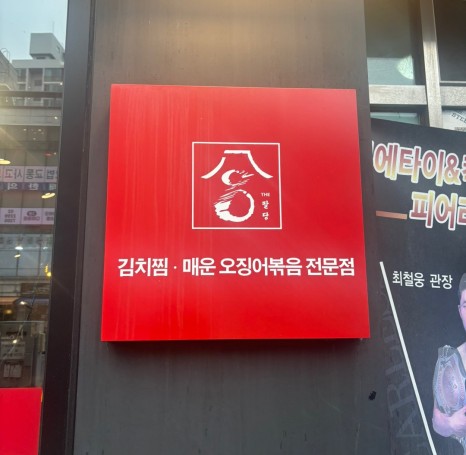 THE
팔당
김치찜 · 매운 오징어볶음 전문점
에타이&
피어
최철웅 관장